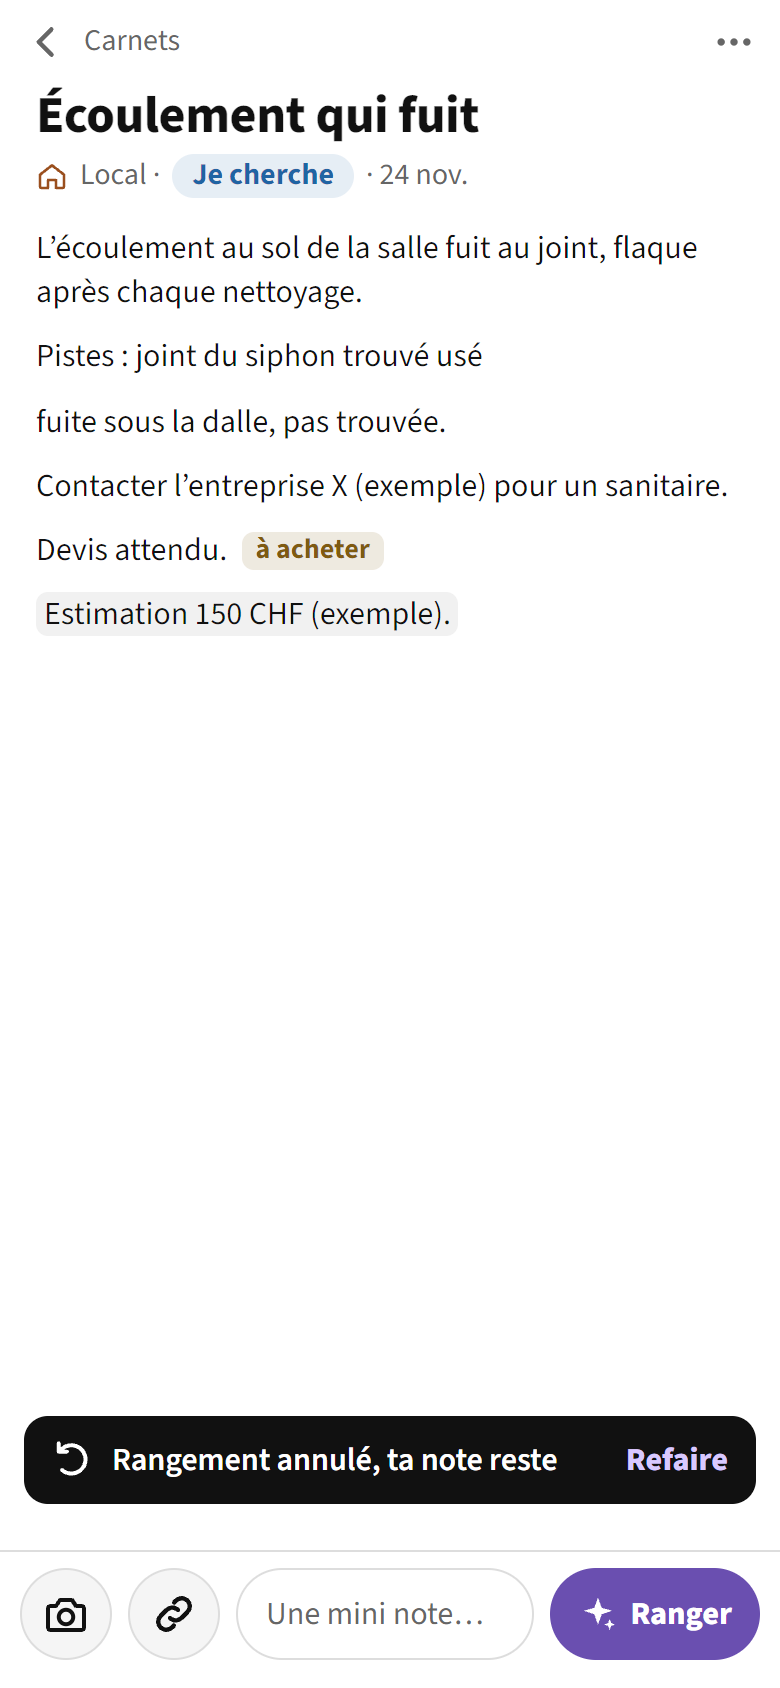 Carnets
Écoulement qui fuit
Local · Je cherche · 24 nov.
L’écoulement au sol de la salle fuit au joint, flaque
après chaque nettoyage.
Pistes : joint du siphon trouvé usé
fuite sous la dalle, pas trouvée.
Contacter l’entreprise X (exemple) pour un sanitaire.
Devis attendu. à acheter
Estimation 150 CHF (exemple).
Rangement annulé, ta note reste Refaire
Une mini note… Ranger